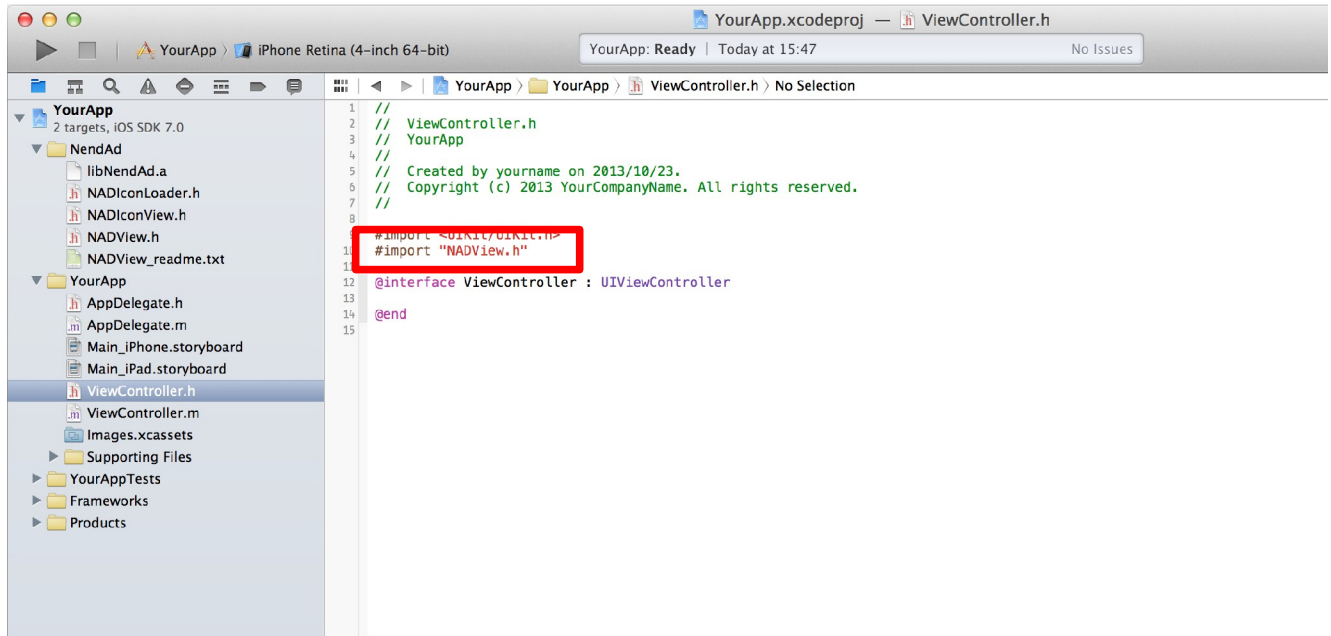 YourApp.xcodeproj — ViewController.h
YourApp 〉 iPhone Retina (4-inch 64-bit)
YourApp: Ready | Today at 15:47
No Issues
YourApp 〉 YourApp 〉 ViewController.h 〉 No Selection
YourApp
2 targets, iOS SDK 7.0
NendAd
libNendAd.a
NADIconLoader.h
NADIconView.h
NADView.h
NADView_readme.txt
YourApp
AppDelegate.h
AppDelegate.m
Main_iPhone.storyboard
Main_iPad.storyboard
ViewController.h
ViewController.m
Images.xcassets
Supporting Files
YourAppTests
Frameworks
Products
1 //
2 // ViewController.h
3 // YourApp
4 //
5 // Created by yourname on 2013/10/23.
6 // Copyright (c) 2013 YourCompanyName. All rights reserved.
7 //
8
9 #import <UIKit/UIKit.h>
10 #import "NADView.h"
11
12 @interface ViewController : UIViewController
13
14 @end
15